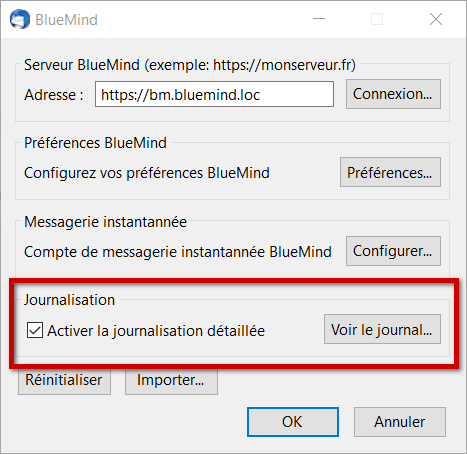 BlueMind
Serveur BlueMind (exemple: https://monserveur.fr)
Adresse : https://bm.bluemind.loc Connexion...
Préférences BlueMind
Configurez vos préférences BlueMind Préférences...
Messagerie instantannée
Compte de messagerie instantannée BlueMind Configurer...
Journalisation
Activer la journalisation détaillée Voir le journal...
Réinitialiser Importer...
OK Annuler